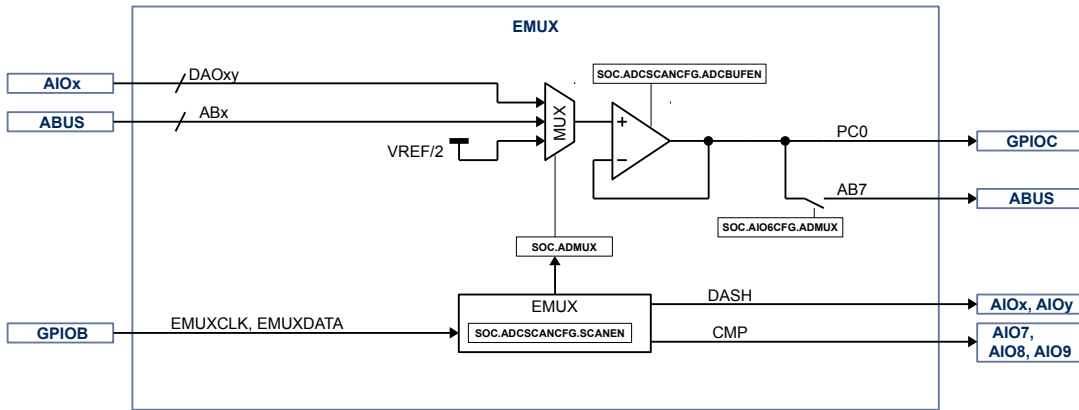 EMUX
AIOx
DAOxy
SOC.ADCSCANCFG.ADCBUFEN
ABUS
ABx
MUX
+
PC0
GPIOC
VREF/2
−
AB7
ABUS
SOC.AIO6CFG.ADMUX
SOC.ADMUX
EMUX
DASH
AIOx, AIOy
GPIOB
EMUXCLK, EMUXDATA
SOC.ADCSCANCFG.SCANEN
CMP
AIO7,
AIO8, AIO9